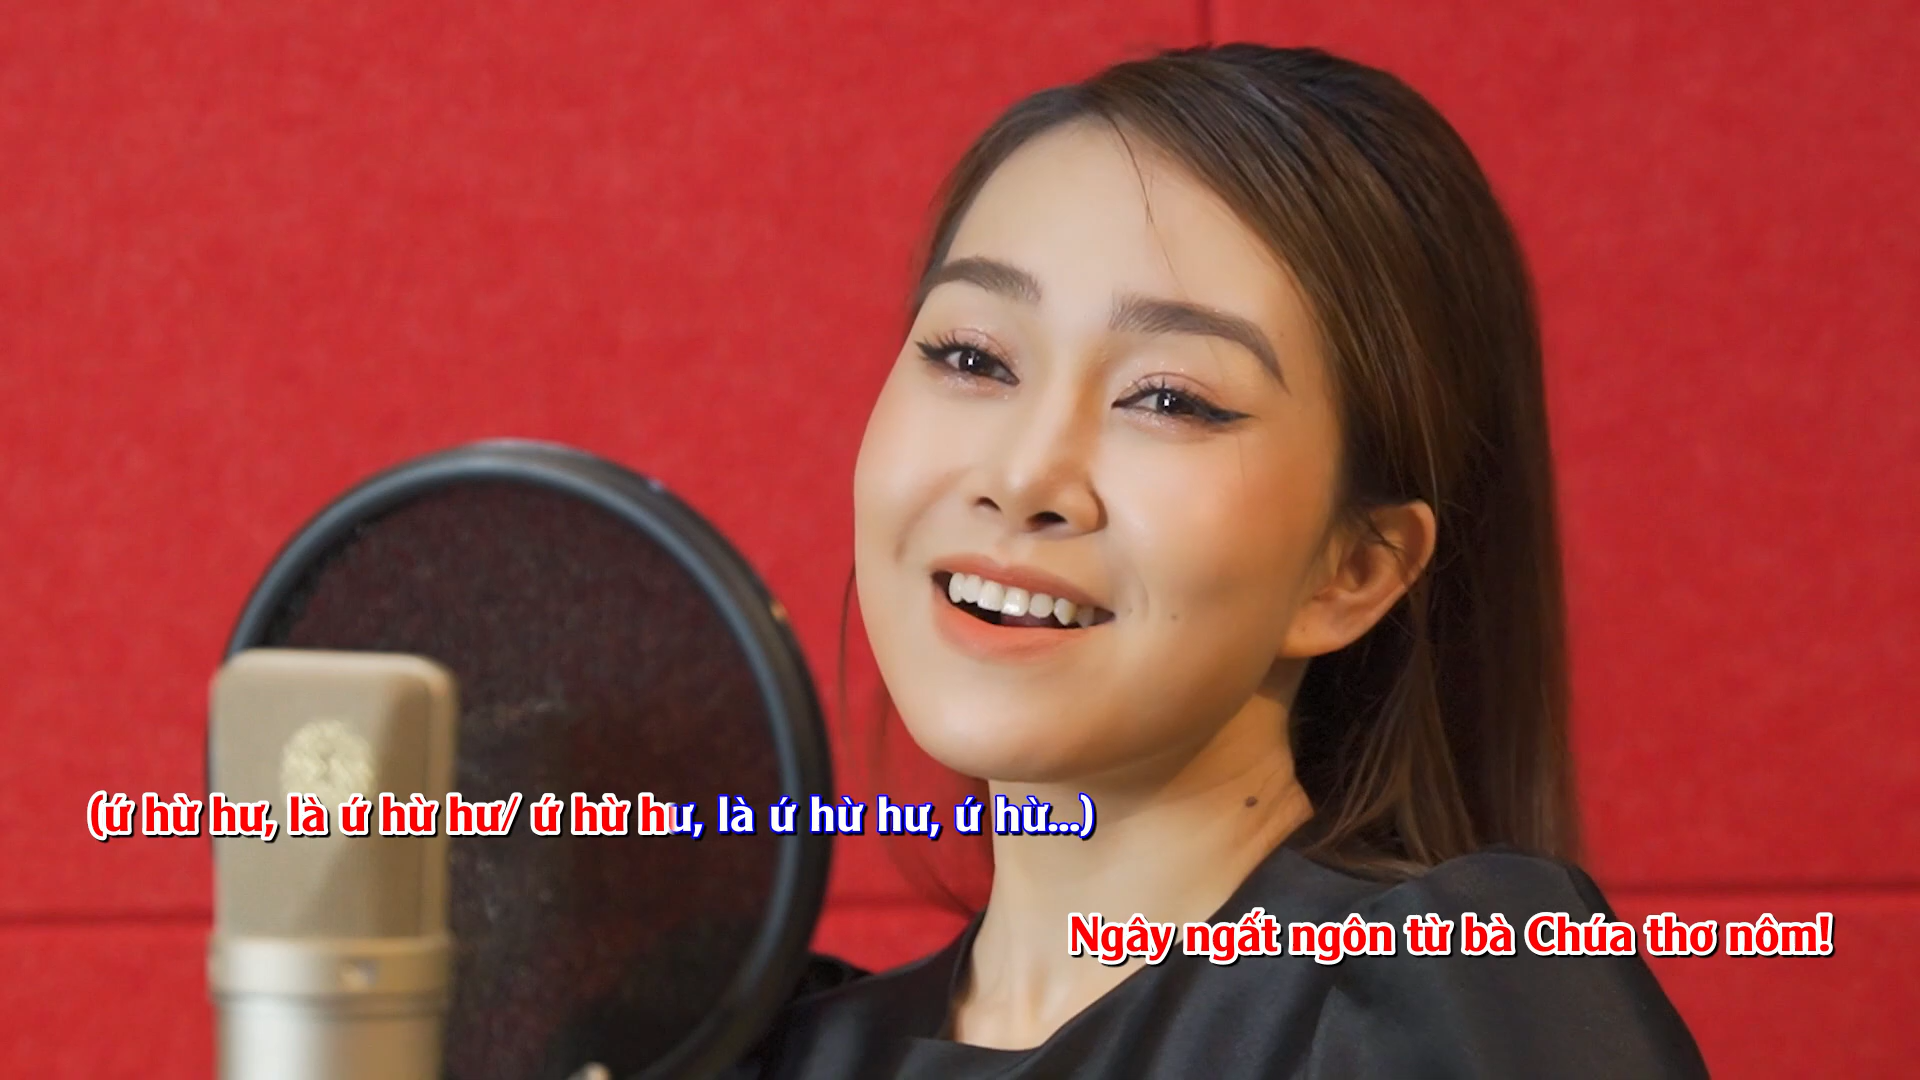 (ứ hừ hư, là ứ hừ hư/ ứ hừ hư, là ứ hừ hư, ứ hừ...)
Ngây ngất ngôn từ bà Chúa thơ nôm!